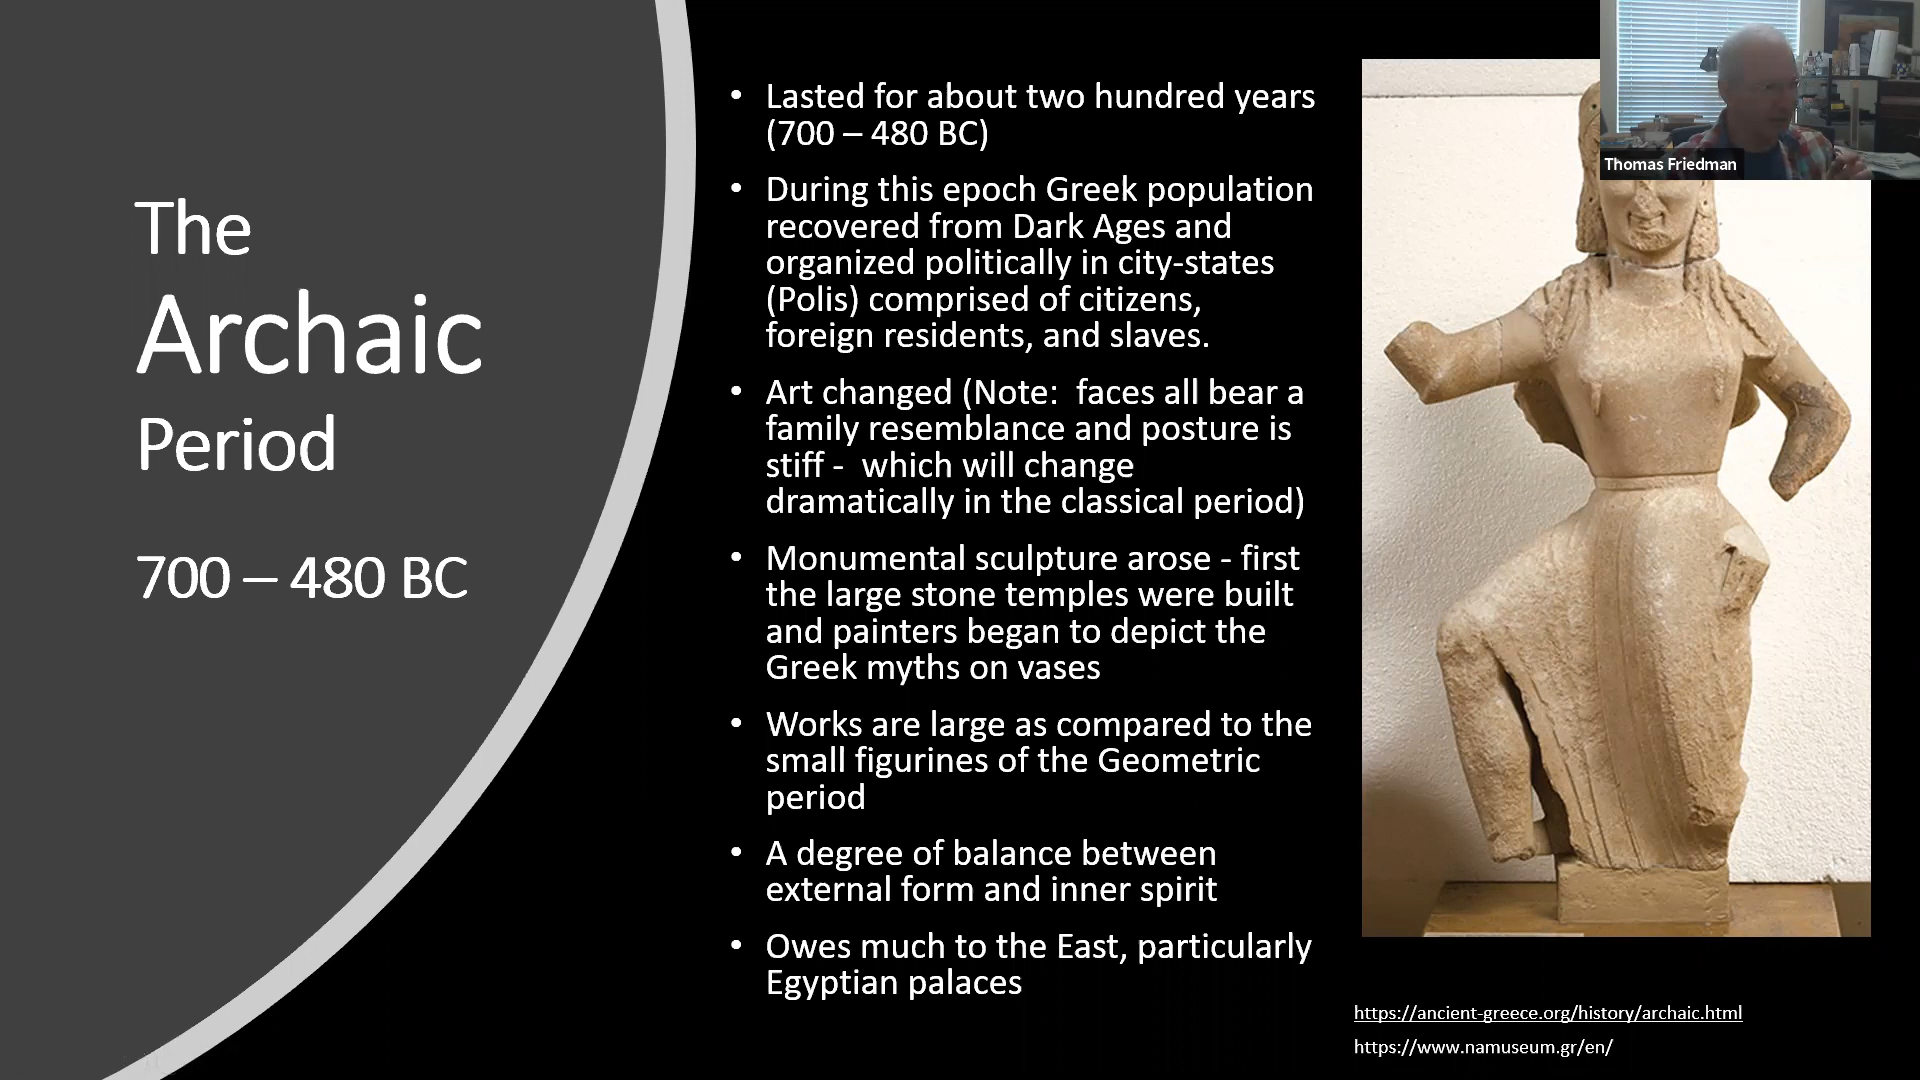 The
Archaic
Period
700 – 480 BC
• Lasted for about two hundred years
(700 – 480 BC)
• During this epoch Greek population
recovered from Dark Ages and
organized politically in city-states
(Polis) comprised of citizens,
foreign residents, and slaves.
• Art changed (Note:  faces all bear a
family resemblance and posture is
stiff -  which will change
dramatically in the classical period)
• Monumental sculpture arose - first
the large stone temples were built
and painters began to depict the
Greek myths on vases
• Works are large as compared to the
small figurines of the Geometric
period
• A degree of balance between
external form and inner spirit
• Owes much to the East, particularly
Egyptian palaces
Thomas Friedman
https://ancient-greece.org/history/archaic.html
https://www.namuseum.gr/en/